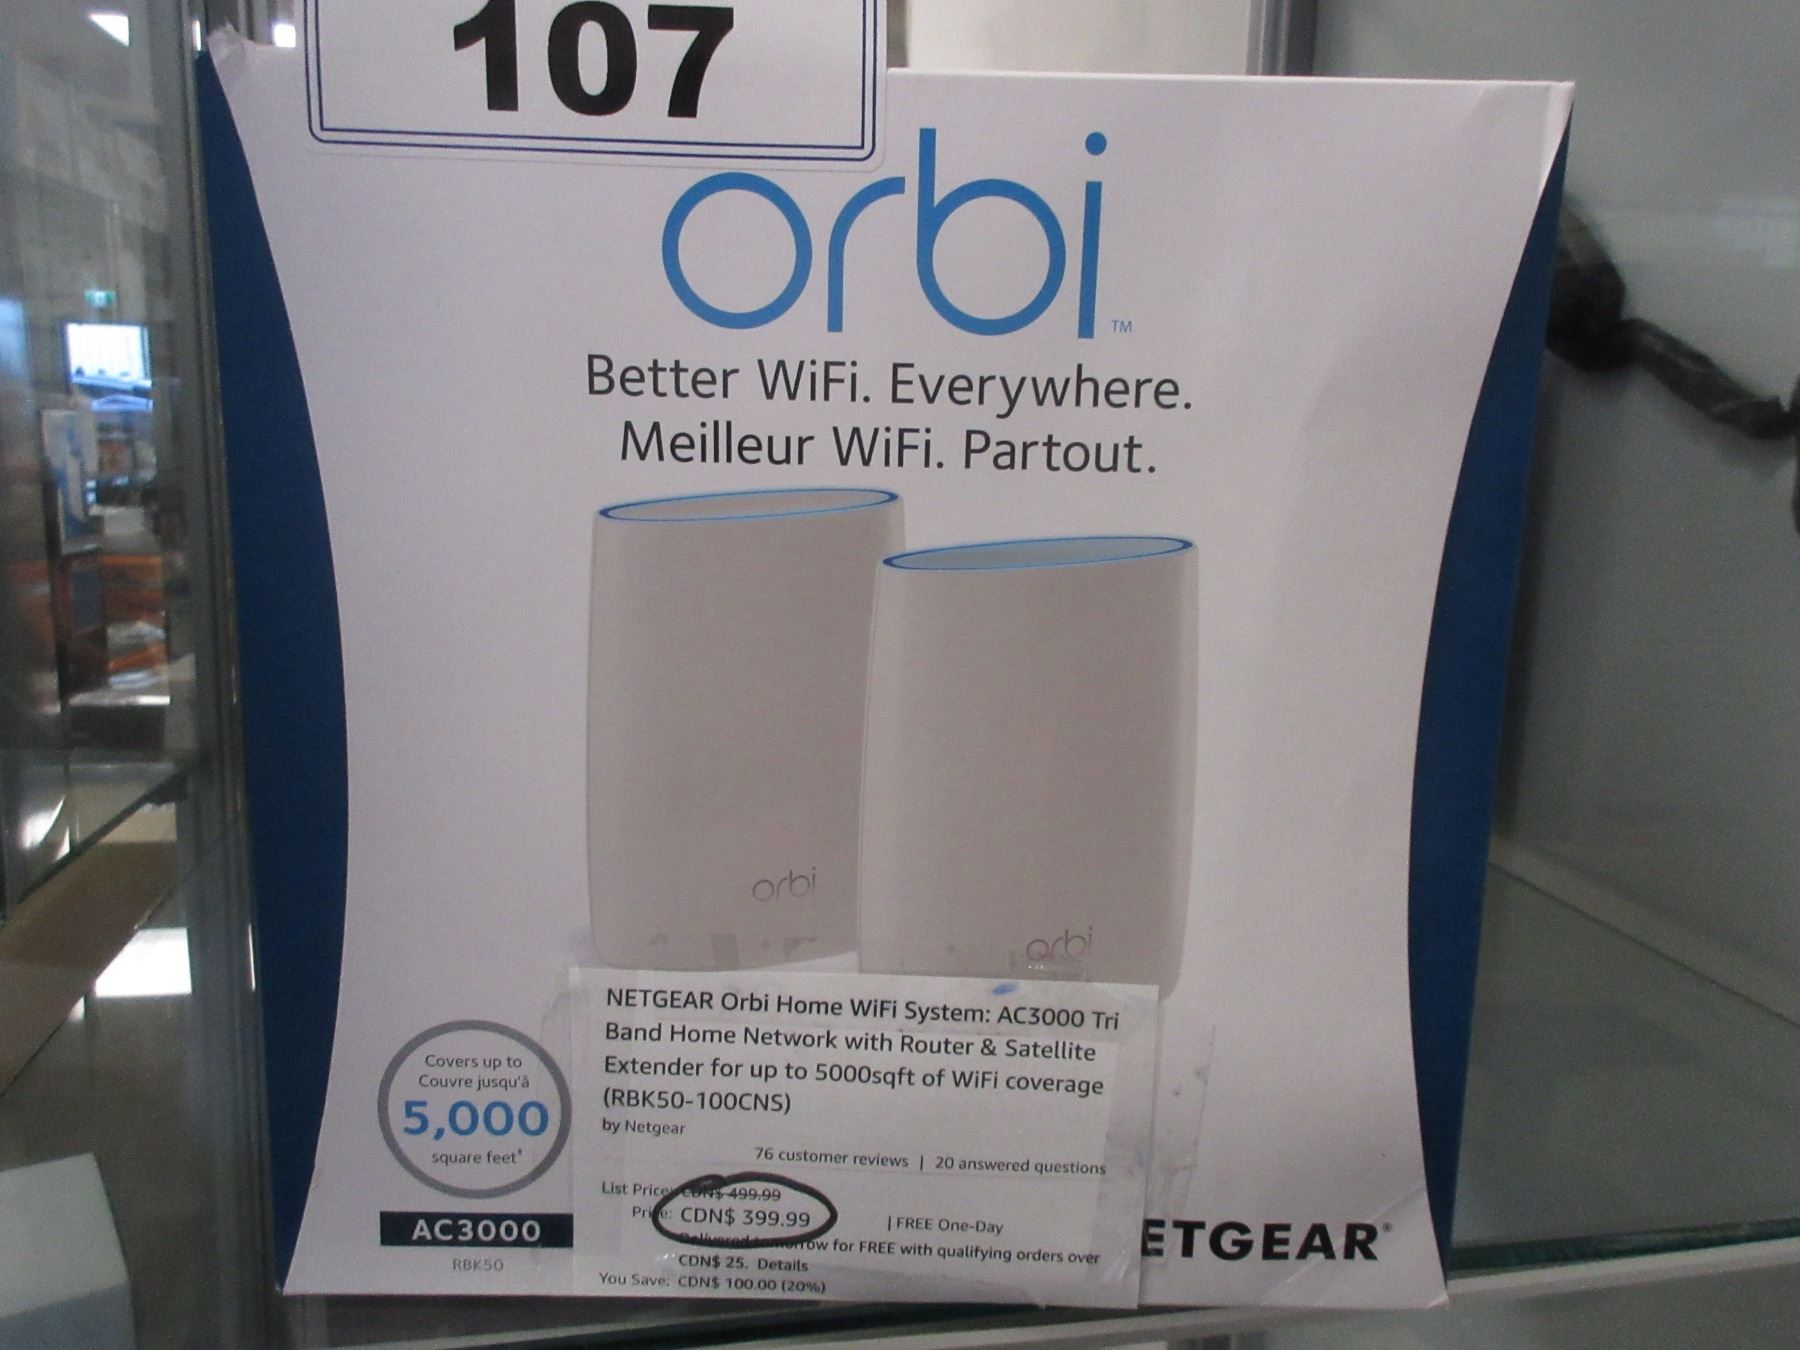 107
orbi™
Better WiFi. Everywhere.
Meilleur WiFi. Partout.
orbi
orbi
NETGEAR Orbi Home WiFi System: AC3000 Tri
Band Home Network with Router & Satellite
Extender for up to 5000sqft of WiFi coverage
(RBK50-100CNS)
by Netgear
76 customer reviews | 20 answered questions
List Price: CDN$ 499.99
Price: CDN$ 399.99 | FREE One-Day
Delivered tomorrow for FREE with qualifying orders over
CDN$ 25. Details
You Save: CDN$ 100.00 (20%)
Covers up to
Couvre jusqu'à
5,000
square feet
AC3000
RBK50
ETGEAR®